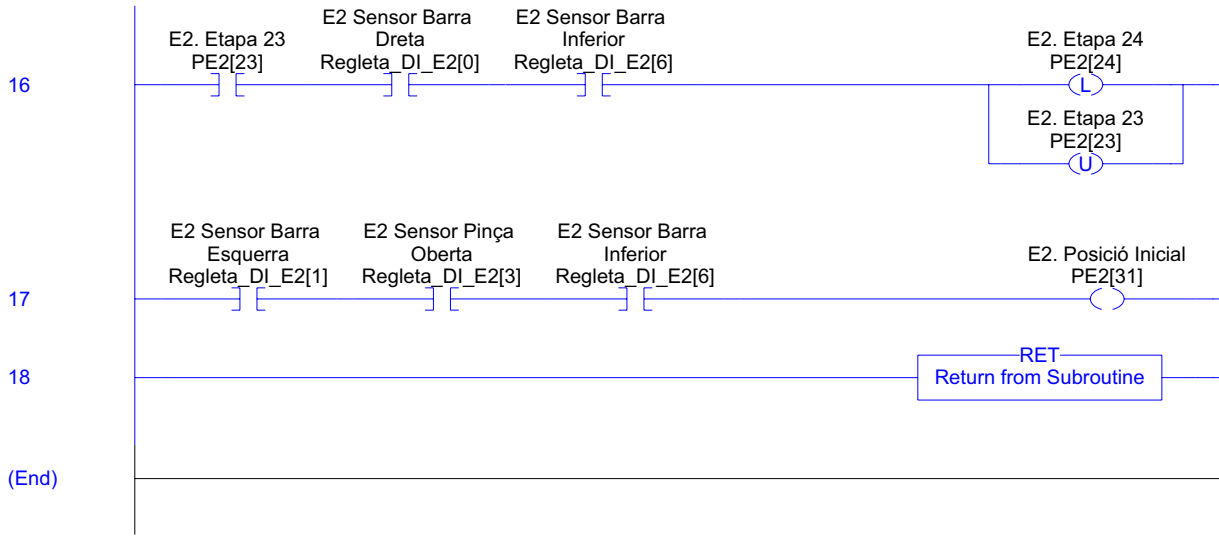 E2. Etapa 23
PE2[23]
E2 Sensor Barra
Dreta
Regleta_DI_E2[0]
E2 Sensor Barra
Inferior
Regleta_DI_E2[6]
E2. Etapa 24
PE2[24]
16
L
E2. Etapa 23
PE2[23]
U
E2 Sensor Barra
Esquerra
Regleta_DI_E2[1]
E2 Sensor Pinça
Oberta
Regleta_DI_E2[3]
E2 Sensor Barra
Inferior
Regleta_DI_E2[6]
E2. Posició Inicial
PE2[31]
17
RET
18
Return from Subroutine
(End)